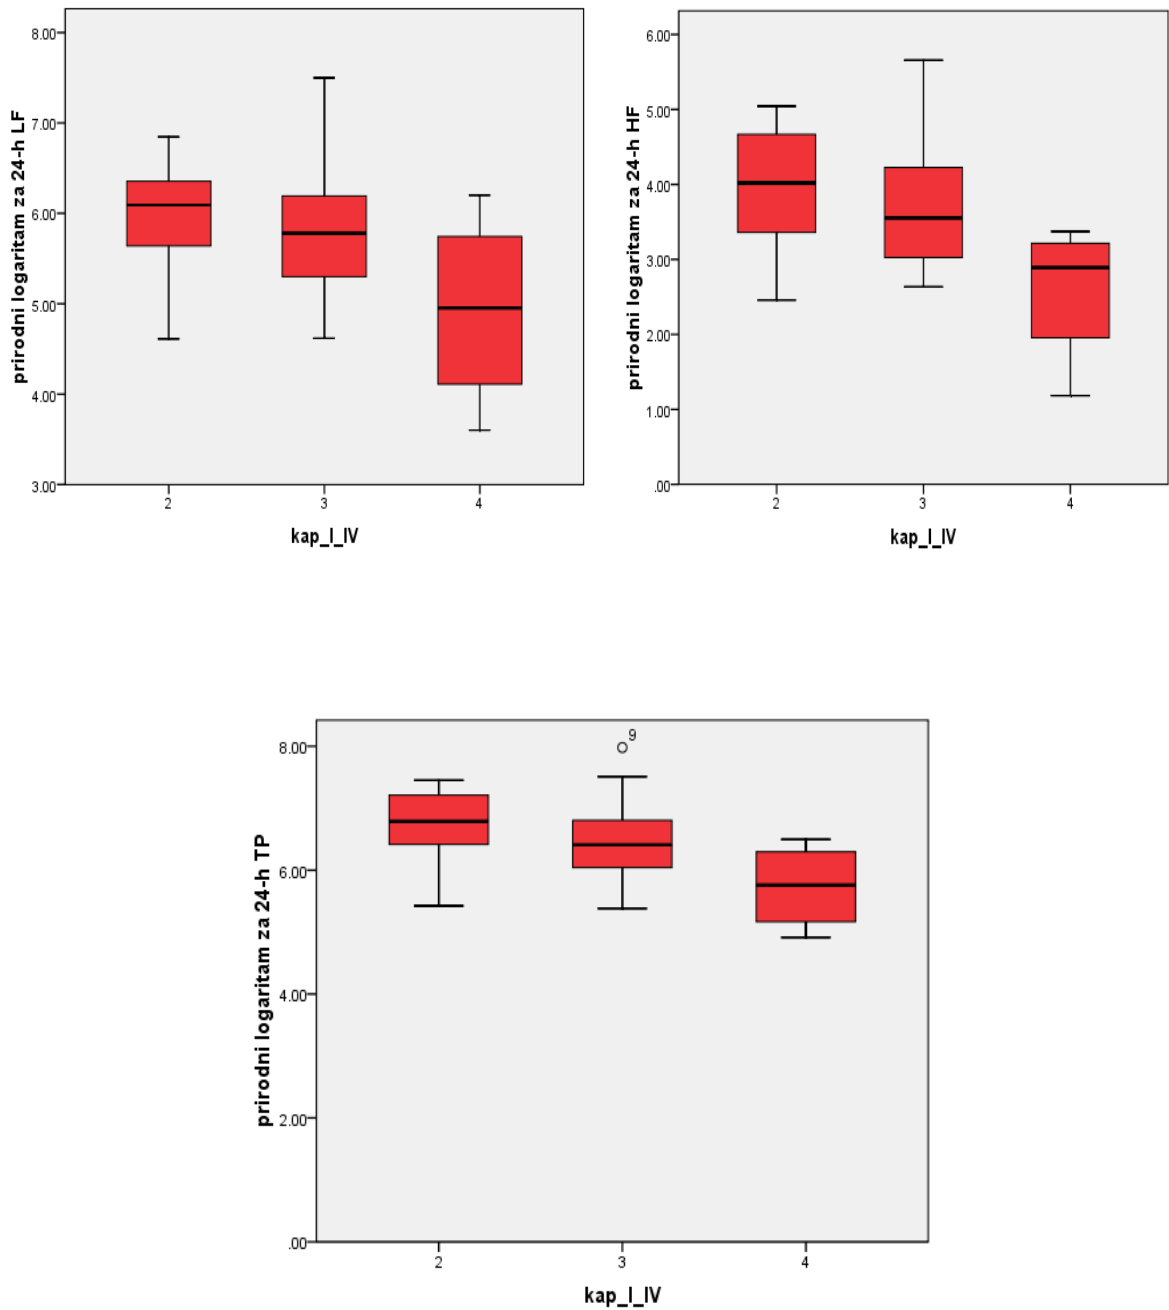 prirodni logaritam za 24-h LF
8.00
7.00
6.00
5.00
4.00
3.00
2 3 4
kap_I_IV
prirodni logaritam za 24-h HF
6.00
5.00
4.00
3.00
2.00
1.00
.00
2 3 4
kap_I_IV
prirodni logaritam za 24-h TP
8.00
6.00
4.00
2.00
.00
9
2 3 4
kap_I_IV